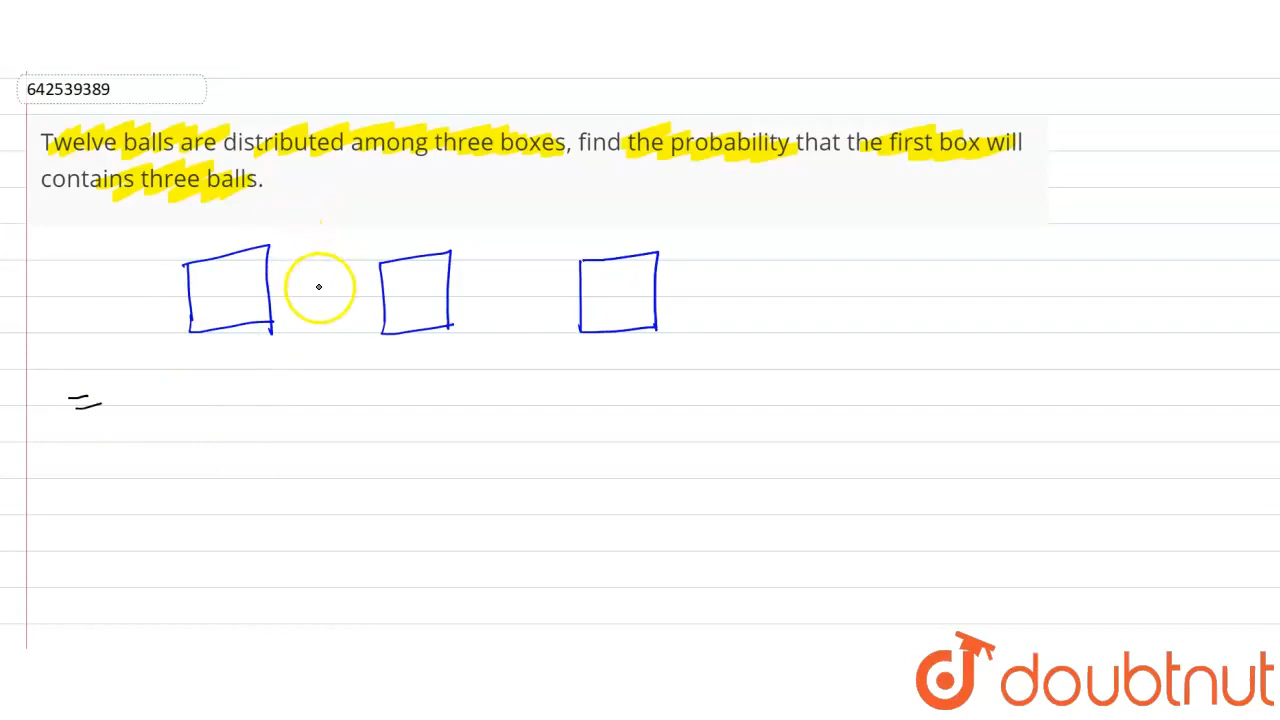 642539389
Twelve balls are distributed among three boxes, find the probability that the first box will
contains three balls.
=
doubtnut